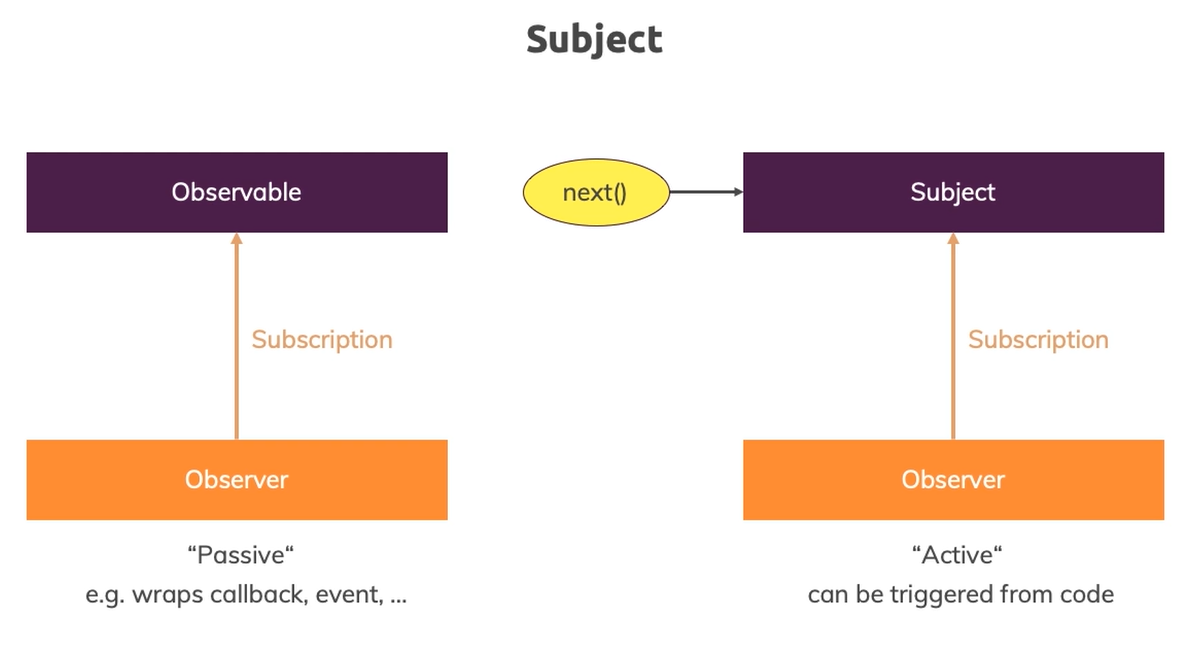 Subject
Observable
next()
Subject
Subscription
Subscription
Observer
Observer
“Passive“
e.g. wraps callback, event, ...
“Active“
can be triggered from code